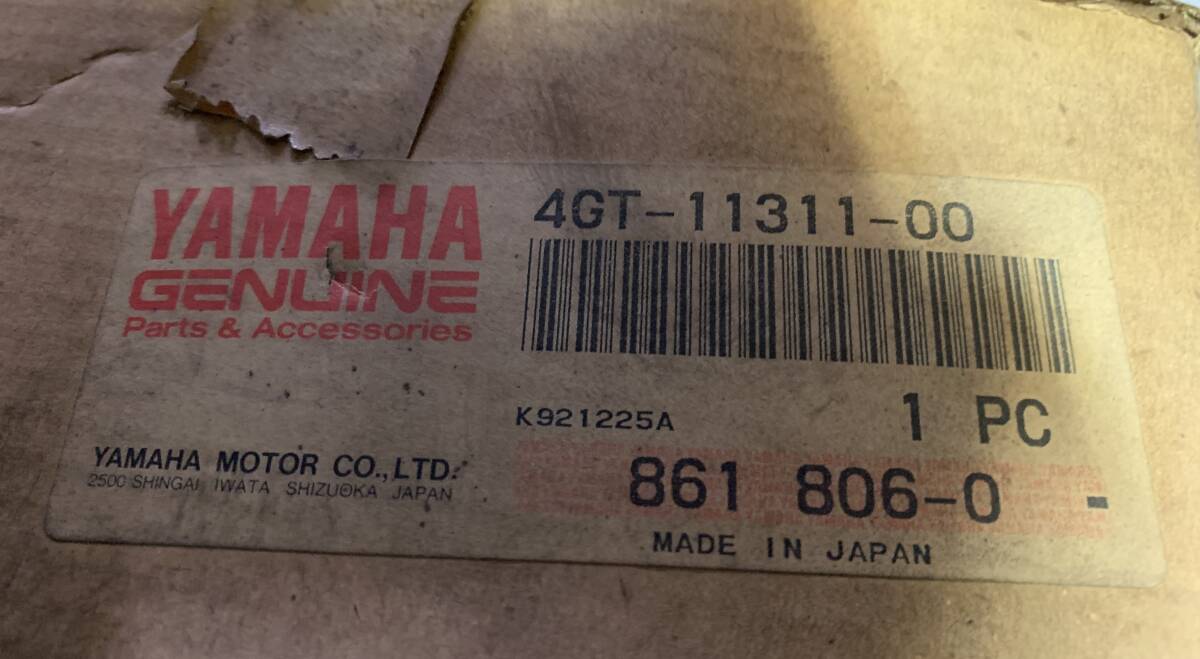 YAMAHA
GENUINE
Parts & Accessories
4GT-11311-00
K921225A
1 PC
YAMAHA MOTOR CO.,LTD.
2500 SHINGAI IWATA SHIZUOKA JAPAN
861 806-0 -
MADE IN JAPAN